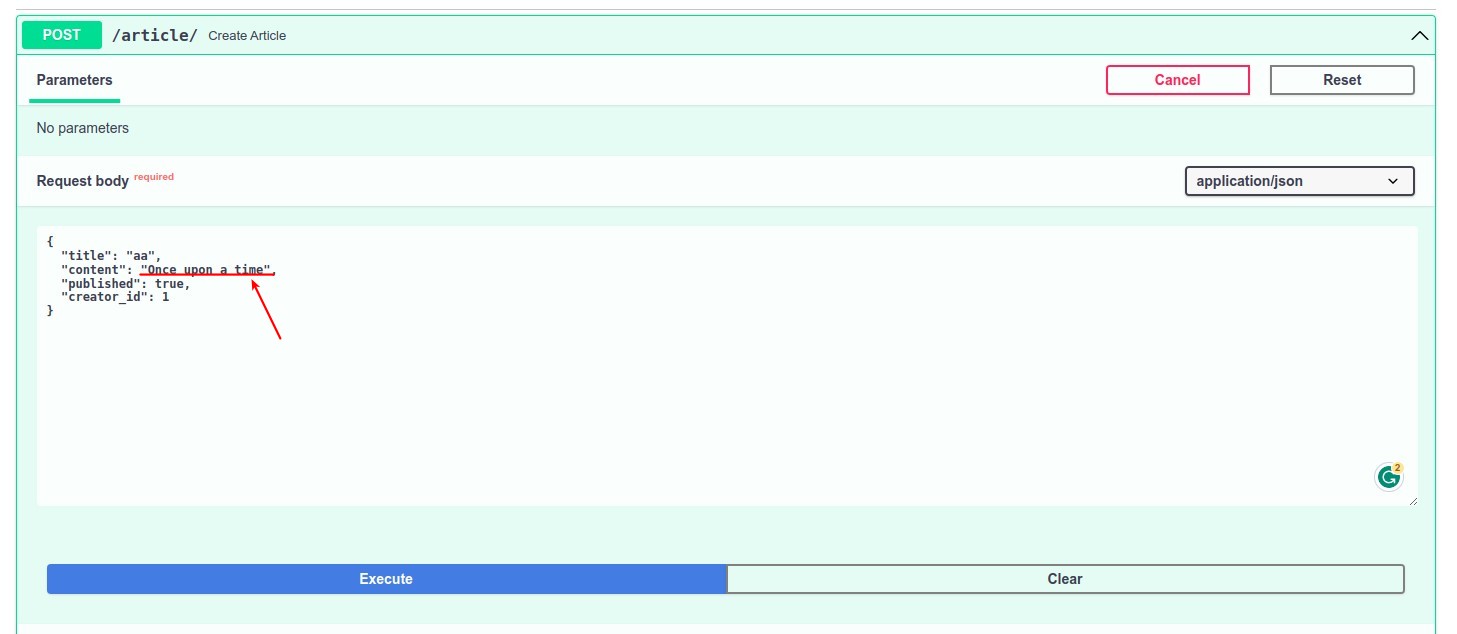 POST /article/ Create Article
Parameters
Cancel
Reset
No parameters
Request body required
application/json
{
  "title": "aa",
  "content": "Once upon a time",
  "published": true,
  "creator_id": 1
}
2
Execute
Clear